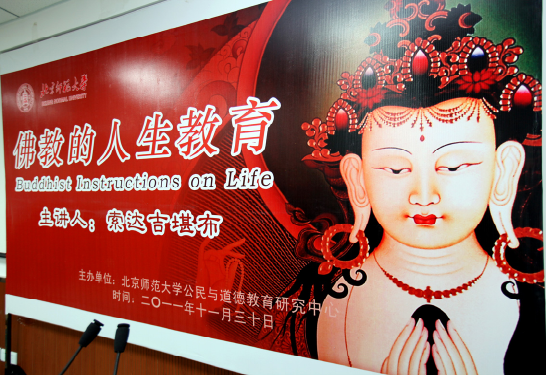 北京师范大学
BEIJING NORMAL UNIVERSITY
佛教的人生教育
Buddhist Instructions on Life
主讲人：索达吉堪布
主办单位：北京师范大学公民与道德教育研究中心
时间：二〇一一年十一月三十日